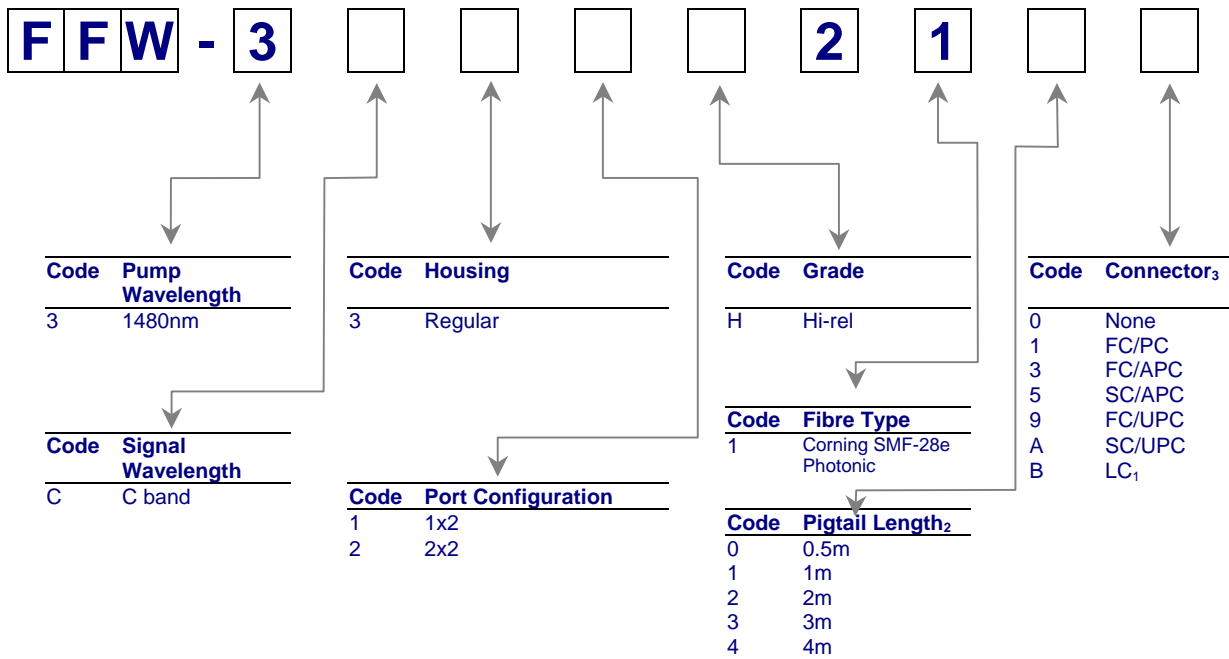 FFW - 3 2 1
Code Pump Wavelength
3 1480nm
Code Housing
3 Regular
Code Grade
H Hi-rel
Code Connector₃
0 None
1 FC/PC
3 FC/APC
5 SC/APC
9 FC/UPC
A SC/UPC
B LC₁
Code Signal Wavelength
C C band
Code Port Configuration
1 1x2
2 2x2
Code Fibre Type
1 Corning SMF-28e Photonic
Code Pigtail Length₂
0 0.5m
1 1m
2 2m
3 3m
4 4m